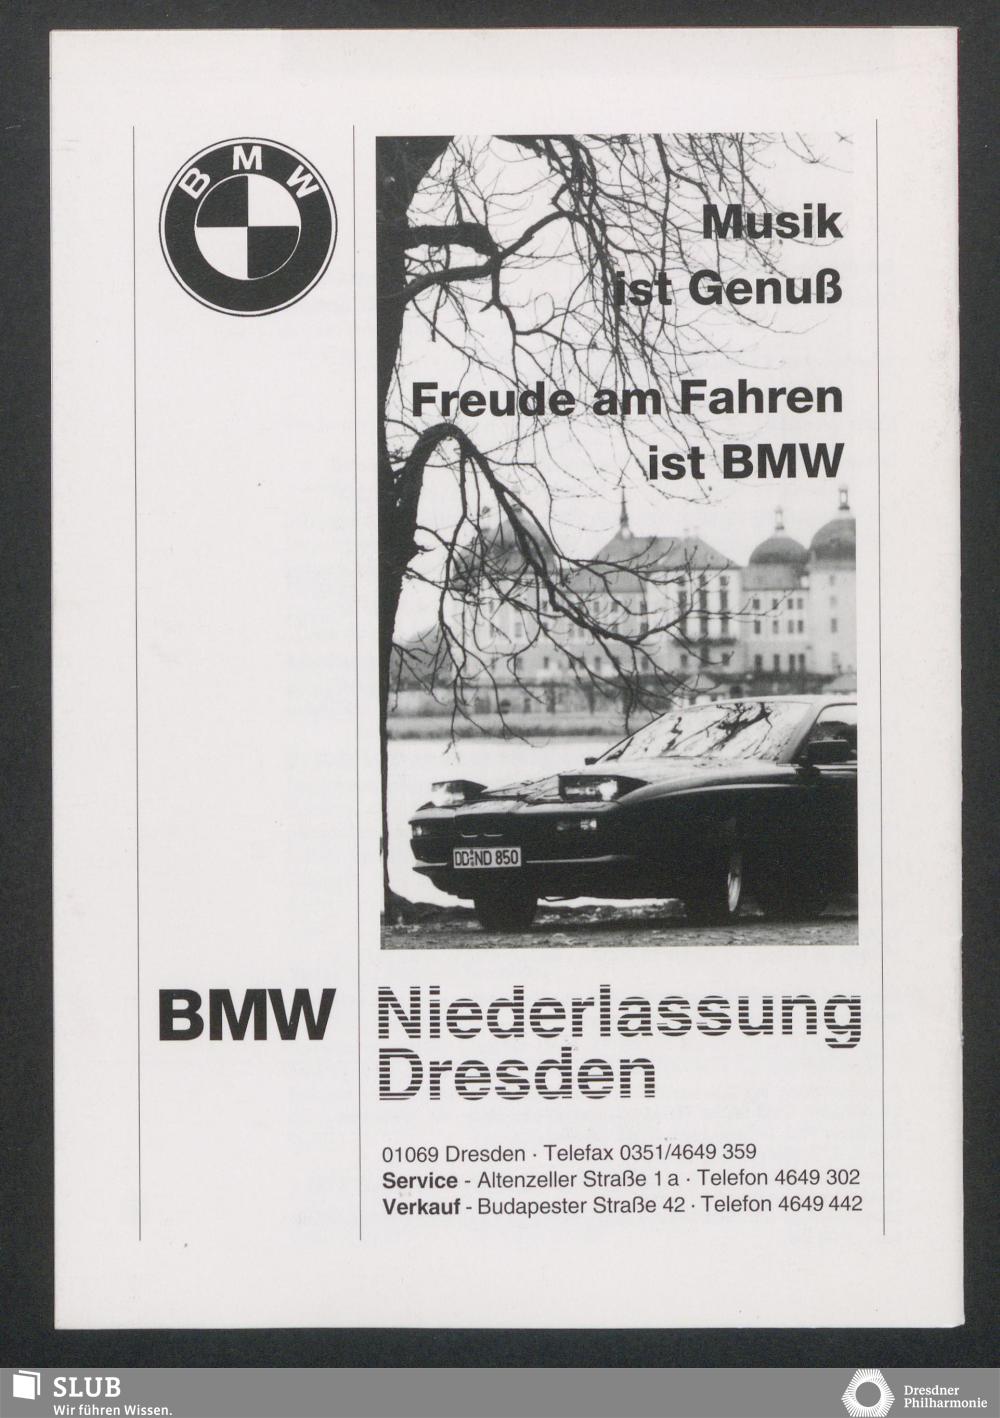 BMW
Musik
ist Genuß
Freude am Fahren
ist BMW
DD ND 850
BMW Niederlassung
Dresden
01069 Dresden · Telefax 0351/4649 359
Service - Altenzeller Straße 1 a · Telefon 4649 302
Verkauf - Budapester Straße 42 · Telefon 4649 442
SLUB
Wir führen Wissen.
Dresdner
Philharmonie